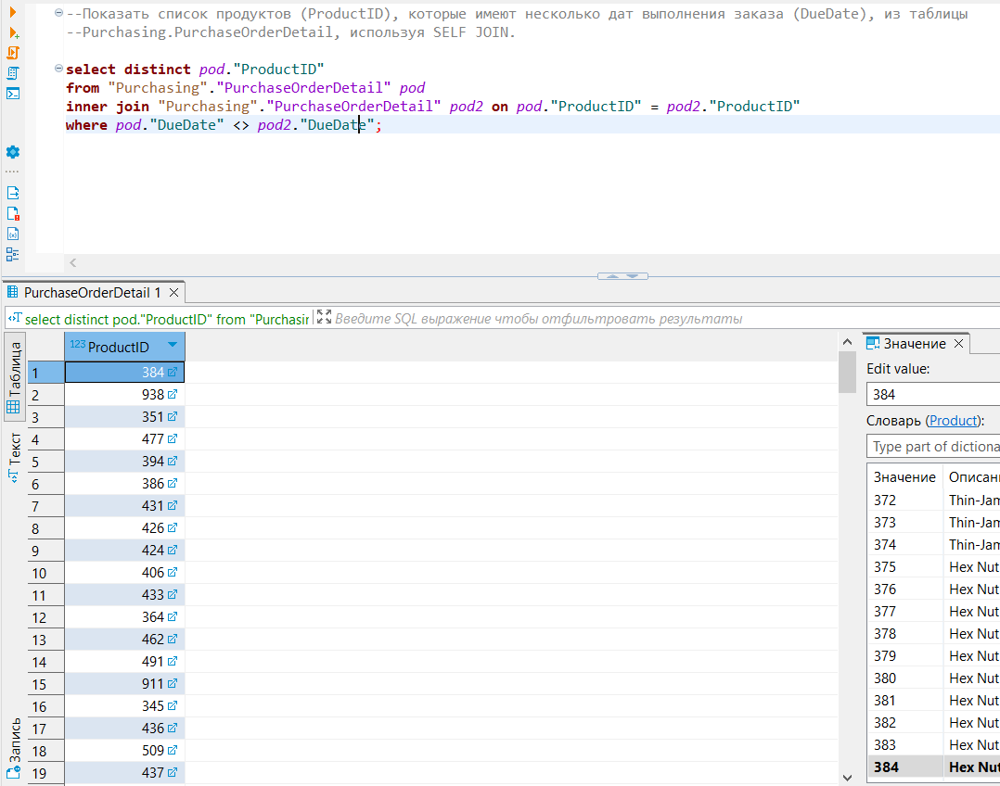 --Показать список продуктов (ProductID), которые имеют несколько дат выполнения заказа (DueDate), из таблицы
--Purchasing.PurchaseOrderDetail, используя SELF JOIN.
select distinct pod."ProductID"
from "Purchasing"."PurchaseOrderDetail" pod
inner join "Purchasing"."PurchaseOrderDetail" pod2 on pod."ProductID" = pod2."ProductID"
where pod."DueDate" <> pod2."DueDate";
PurchaseOrderDetail 1
select distinct pod."ProductID" from "Purchasin
Введите SQL выражение чтобы отфильтровать результаты
Таблица
Текст
Запись
123 ProductID
1 384
2 938
3 351
4 477
5 394
6 386
7 431
8 426
9 424
10 406
11 433
12 364
13 462
14 491
15 911
16 345
17 436
18 509
19 437
Значение
Edit value:
384
Словарь (Product):
Type part of dictiona
Значение Описани
372 Thin-Jam
373 Thin-Jam
374 Thin-Jam
375 Hex Nut
376 Hex Nut
377 Hex Nut
378 Hex Nut
379 Hex Nut
380 Hex Nut
381 Hex Nut
382 Hex Nut
383 Hex Nut
384 Hex Nut